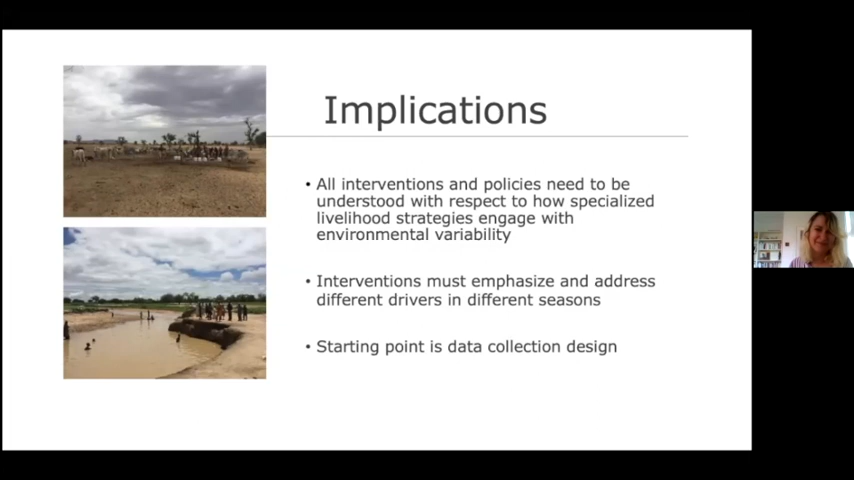 Implications
• All interventions and policies need to be
understood with respect to how specialized
livelihood strategies engage with
environmental variability
• Interventions must emphasize and address
different drivers in different seasons
• Starting point is data collection design